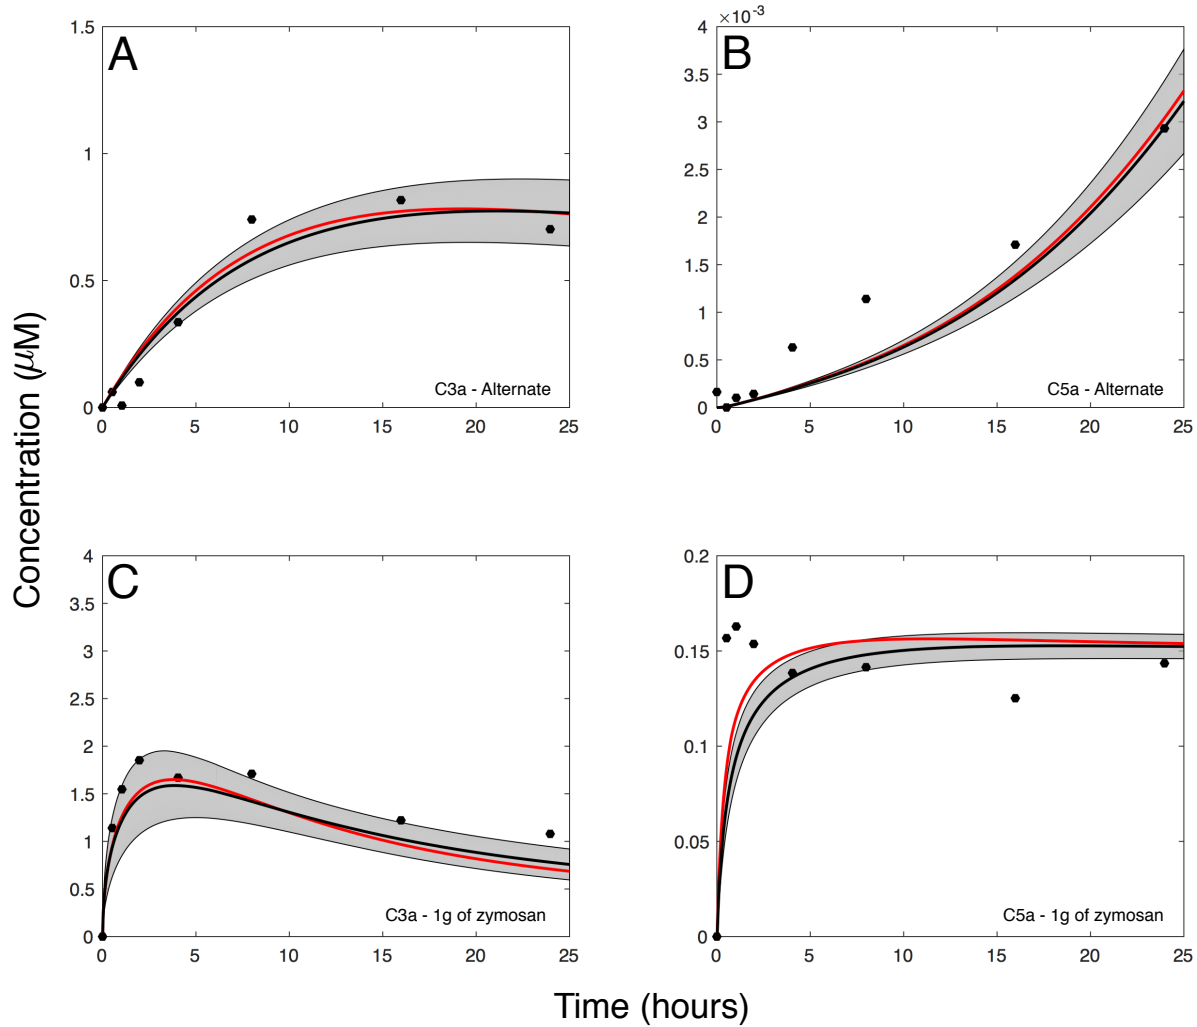 A
1.5
1
0.5
0
0 5 10 15 20 25
C3a - Alternate
B
×10-3
4
3.5
3
2.5
2
1.5
1
0.5
0
0 5 10 15 20 25
C5a - Alternate
Concentration (μM)
C
4
3.5
3
2.5
2
1.5
1
0.5
0
0 5 10 15 20 25
C3a - 1g of zymosan
D
0.2
0.15
0.1
0.05
0
0 5 10 15 20 25
C5a - 1g of zymosan
Time (hours)